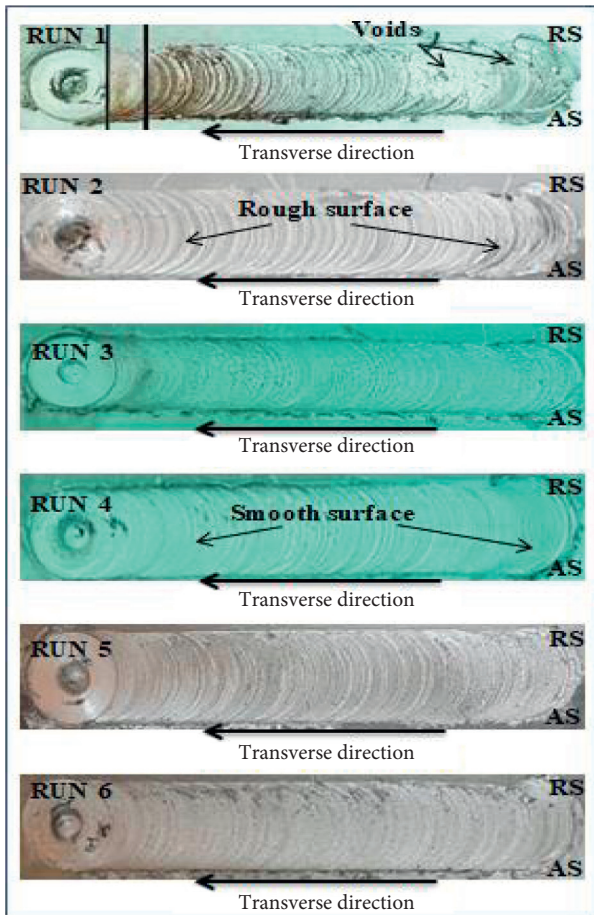 RUN 1
Voids
RS
AS
Transverse direction
RUN 2
RS
Rough surface
AS
Transverse direction
RUN 3
RS
AS
Transverse direction
RUN 4
RS
Smooth surface
AS
Transverse direction
RUN 5
RS
AS
Transverse direction
RUN 6
RS
AS
Transverse direction